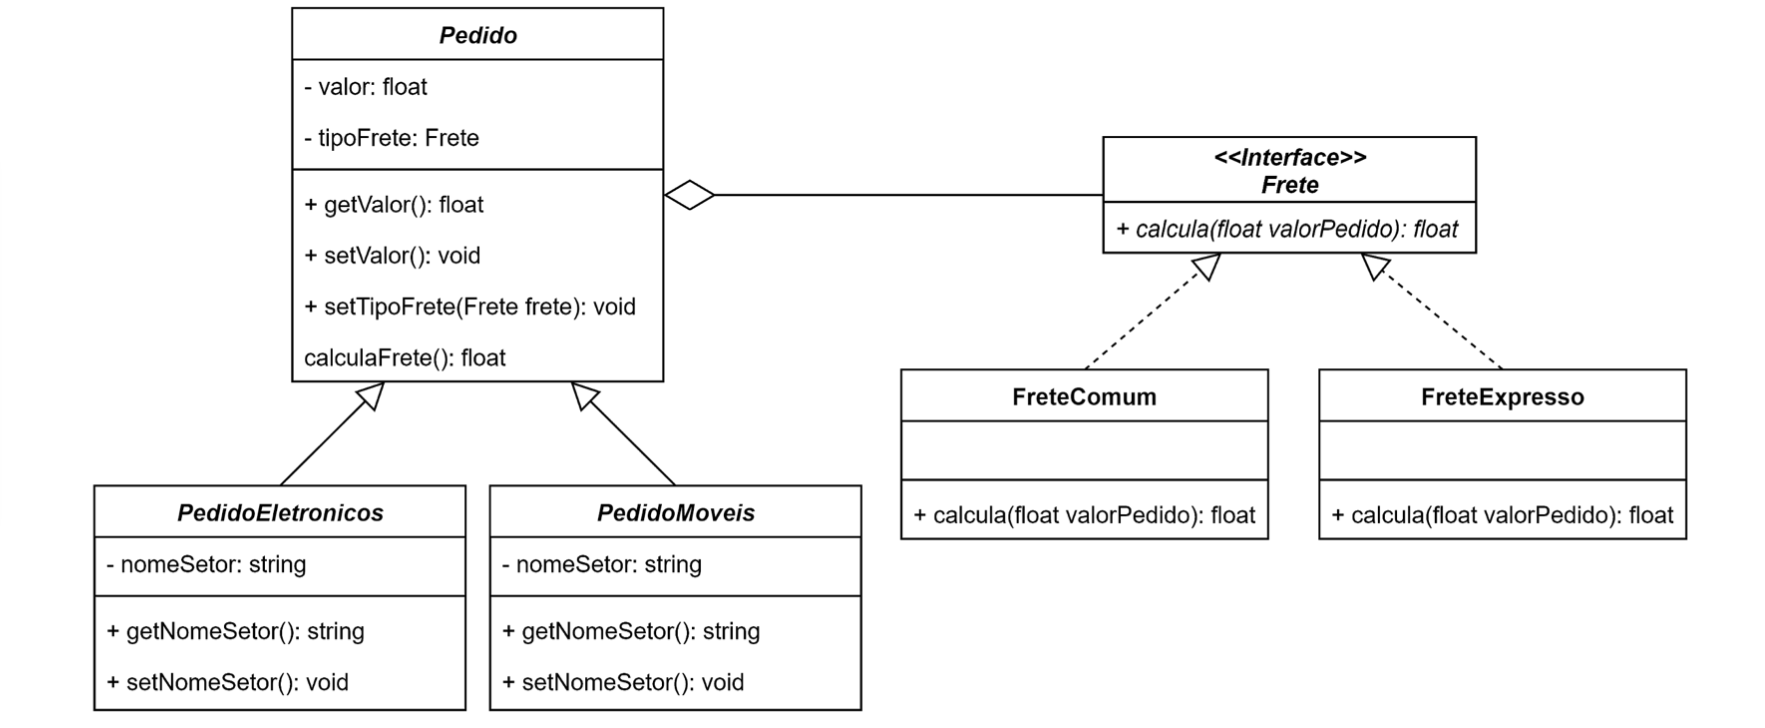 Pedido
- valor: float
- tipoFrete: Frete
+ getValor(): float
+ setValor(): void
+ setTipoFrete(Frete frete): void
calculaFrete(): float
<<Interface>>
Frete
+ calcula(float valorPedido): float
FreteComum
+ calcula(float valorPedido): float
FreteExpresso
+ calcula(float valorPedido): float
PedidoEletronicos
- nomeSetor: string
+ getNomeSetor(): string
+ setNomeSetor(): void
PedidoMoveis
- nomeSetor: string
+ getNomeSetor(): string
+ setNomeSetor(): void